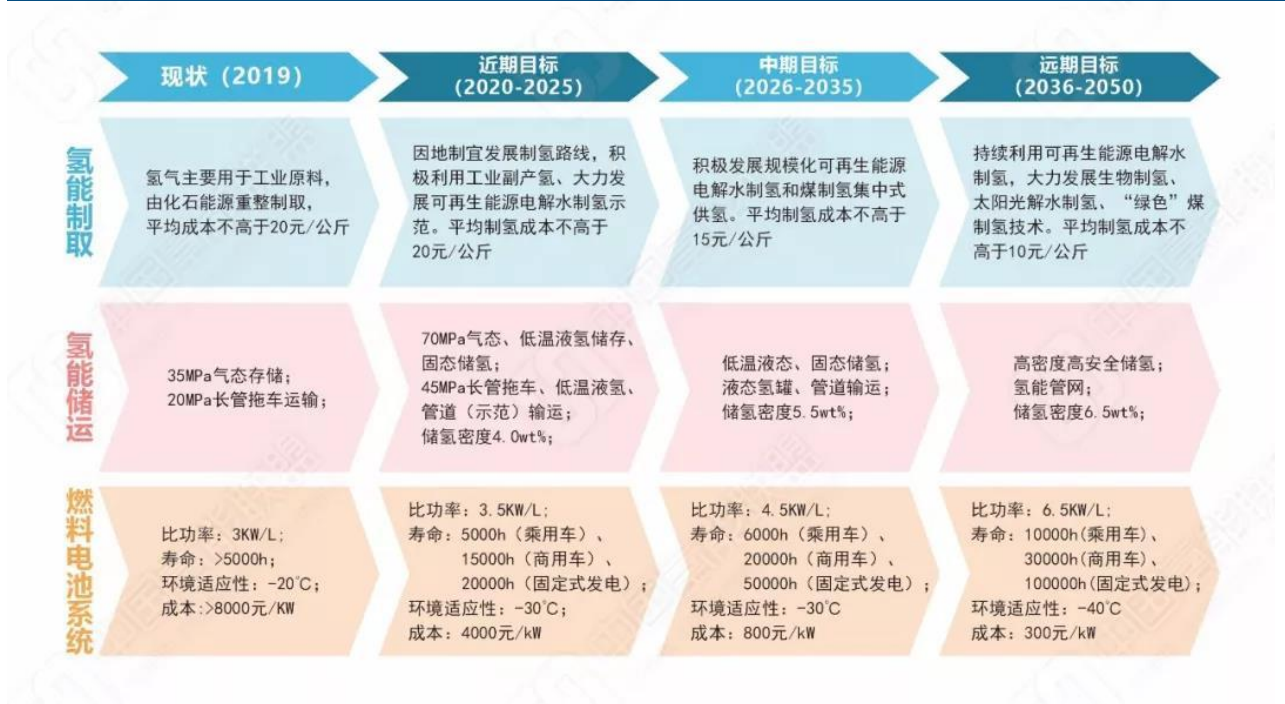 现状（2019）
近期目标
(2020-2025)
中期目标
(2026-2035)
远期目标
(2036-2050)
氢能制取
氢气主要用于工业原料，
由化石能源重整制取，
平均成本不高于20元/公斤
因地制宜发展制氢路线，积
极利用工业副产氢、大力发
展可再生能源电解水制氢示
范。平均制氢成本不高于
20元/公斤
积极发展规模化可再生能源
电解水制氢和煤制氢集中式
供氢。平均制氢成本不高于
15元/公斤
持续利用可再生能源电解水
制氢，大力发展生物制氢、
太阳光解水制氢、“绿色”煤
制氢技术。平均制氢成本不
高于10元/公斤
氢能储运
35MPa气态存储；
20MPa长管拖车运输；
70MPa气态、低温液氢储存、
固态储氢；
45MPa长管拖车、低温液氢、
管道（示范）输运；
储氢密度4.0wt%；
低温液态、固态储氢；
液态氢罐、管道输运；
储氢密度5.5wt%；
高密度高安全储氢；
氢能管网；
储氢密度6.5wt%；
燃料电池系统
比功率：3KW/L；
寿命：>5000h；
环境适应性：-20℃；
成本:>8000元/KW
比功率：3.5KW/L;
寿命：5000h（乘用车）、
15000h（商用车）、
20000h（固定式发电）；
环境适应性：-30℃；
成本：4000元/kW
比功率：4.5KW/L;
寿命：6000h（乘用车）、
20000h（商用车）、
50000h（固定式发电）；
环境适应性：-30℃
成本：800元/kW
比功率：6.5KW/L;
寿命：10000h(乘用车)、
30000h(商用车)、
100000h(固定式发电)；
环境适应性：-40℃
成本：300元/kW